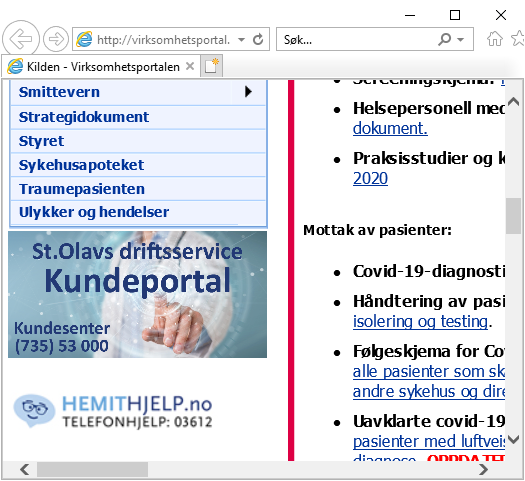 http://virksomhetsportal.
Søk...
Kilden - Virksomhetsportalen
Smittevern
Strategidokument
Styret
Sykehusapoteket
Traumepasienten
Ulykker og hendelser
St.Olavs driftsservice
Kundeportal
Kundesenter
(735) 53 000
HEMITHJELP.no
TELEFONHJELP: 03612
Screeningskjema:
Helsepersonell med
dokument.
Praksisstudier og k
2020
Mottak av pasienter:
Covid-19-diagnosti
Håndtering av pasi
isolering og testing.
Følgeskjema for Cov
alle pasienter som ska
andre sykehus og dire
Uavklarte covid-19
pasienter med luftveis
diagnose. OPPDATE